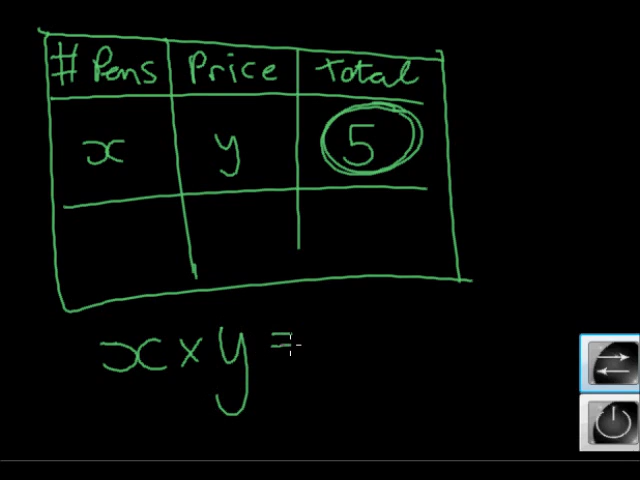 # Pens Price Total
x y 5
x × y =